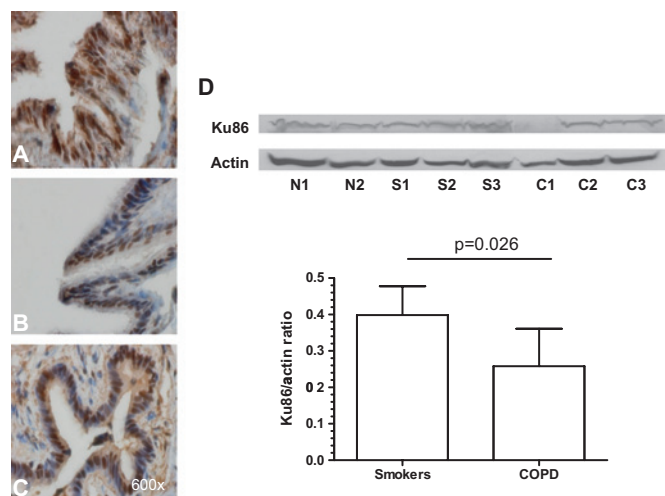 A
B
C
600x
D
Ku86
Actin
N1 N2 S1 S2 S3 C1 C2 C3
p=0.026
Ku86/actin ratio
0.5
0.4
0.3
0 2
0.1
0.0
Smokers COPD